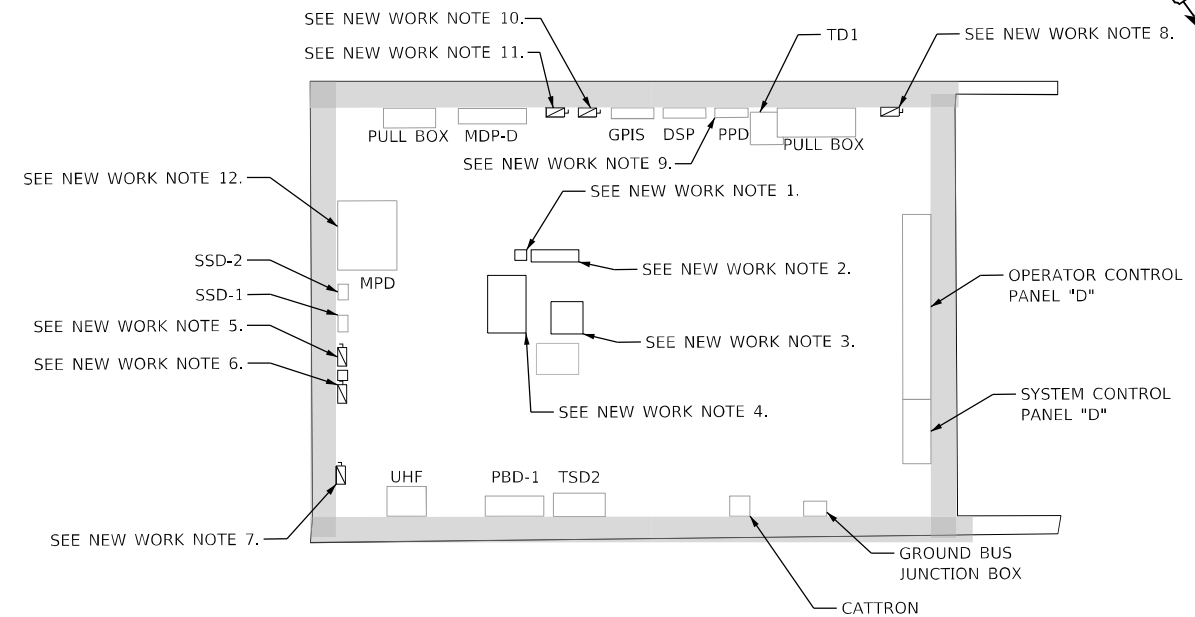 SEE NEW WORK NOTE 10.
SEE NEW WORK NOTE 11.
TD1
SEE NEW WORK NOTE 8.
PULL BOX
MDP-D
GPIS
DSP
PPD
PULL BOX
SEE NEW WORK NOTE 9.
SEE NEW WORK NOTE 12.
SEE NEW WORK NOTE 1.
SSD-2
MPD
SEE NEW WORK NOTE 2.
OPERATOR CONTROL
PANEL "D"
SSD-1
SEE NEW WORK NOTE 5.
SEE NEW WORK NOTE 3.
SEE NEW WORK NOTE 6.
SYSTEM CONTROL
PANEL "D"
SEE NEW WORK NOTE 4.
UHF
PBD-1
TSD2
SEE NEW WORK NOTE 7.
GROUND BUS
JUNCTION BOX
CATTRON